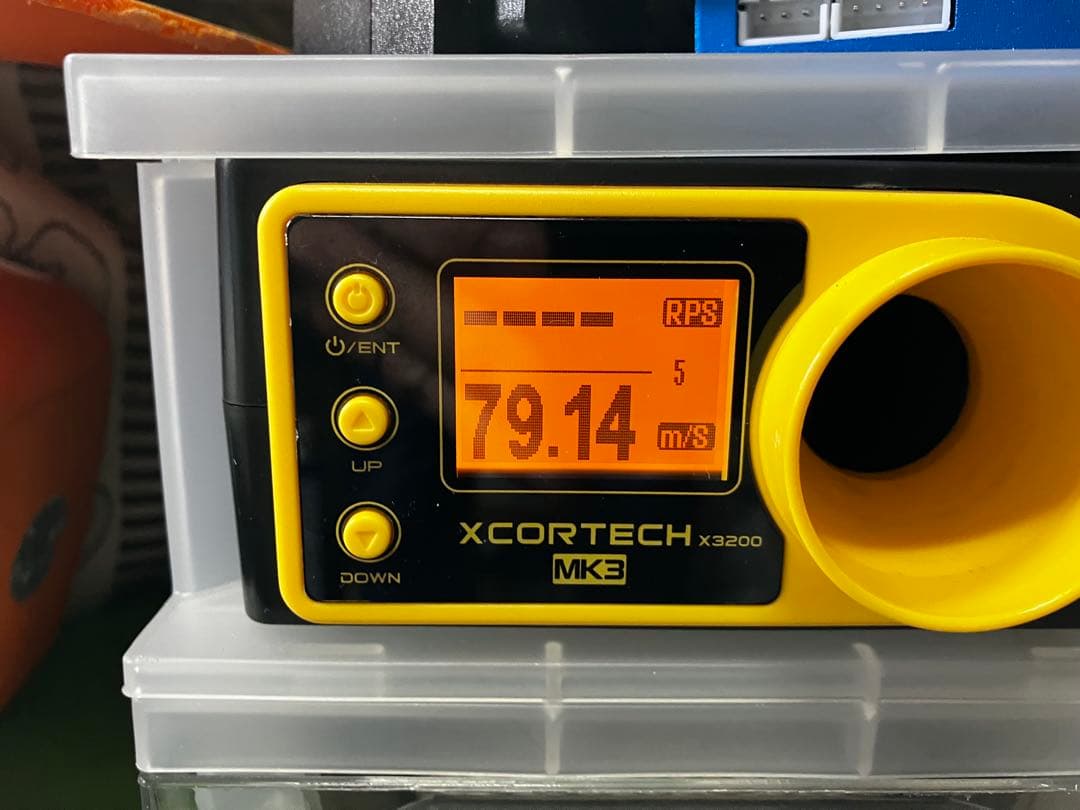 ---- RPS
5
79.14 m/S
⏻/ENT
UP
DOWN
XCORTECH X3200
MK3